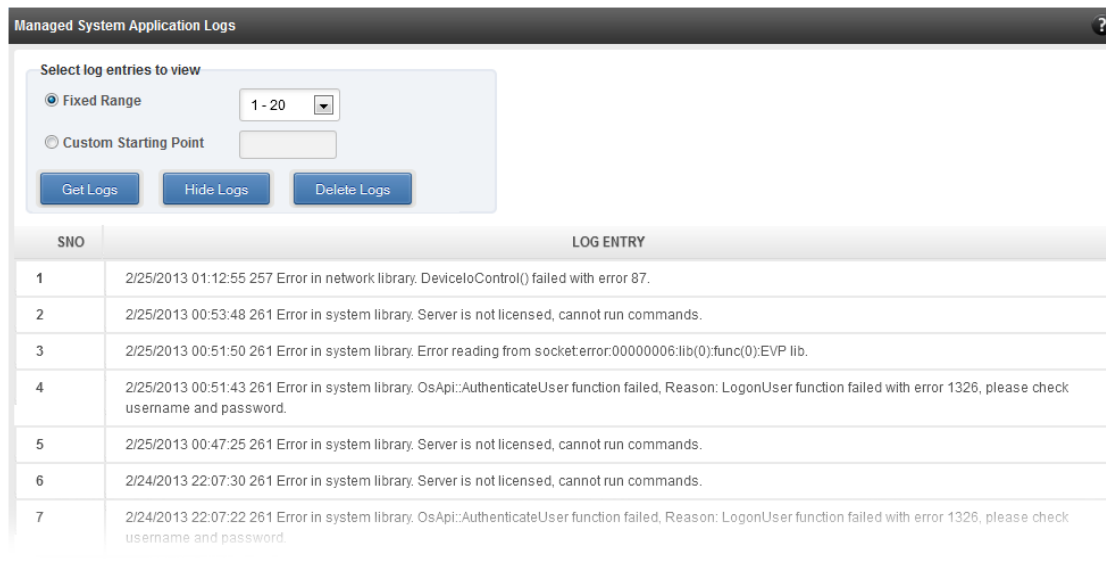 Managed System Application Logs
?
Select log entries to view
Fixed Range
1 - 20
Custom Starting Point
Get Logs
Hide Logs
Delete Logs
SNO
LOG ENTRY
1
2/25/2013 01:12:55 257 Error in network library. DeviceIoControl() failed with error 87.
2
2/25/2013 00:53:48 261 Error in system library. Server is not licensed, cannot run commands.
3
2/25/2013 00:51:50 261 Error in system library. Error reading from socket:error:00000006:lib(0):func(0):EVP lib.
4
2/25/2013 00:51:43 261 Error in system library. OsApi::AuthenticateUser function failed, Reason: LogonUser function failed with error 1326, please check
username and password.
5
2/25/2013 00:47:25 261 Error in system library. Server is not licensed, cannot run commands.
6
2/24/2013 22:07:30 261 Error in system library. Server is not licensed, cannot run commands.
7
2/24/2013 22:07:22 261 Error in system library. OsApi::AuthenticateUser function failed, Reason: LogonUser function failed with error 1326, please check
username and password.